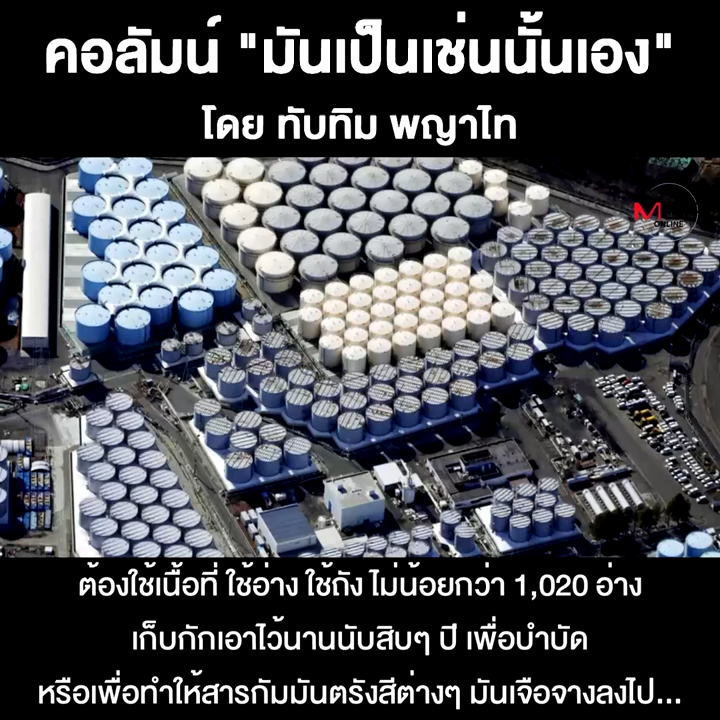 คอลัมน์ "มันเป็นเช่นนั้นเอง"
โดย ทับทิม พญาไท
M
ONLINE
ต้องใช้เนื้อที่ ใช้อ่าง ใช้ถัง ไม่น้อยกว่า 1,020 อ่าง
เก็บกักเอาไว้นานนับสิบๆ ปี เพื่อบำบัด
หรือเพื่อทำให้สารกัมมันตรังสีต่างๆ มันเจือจางลงไป...